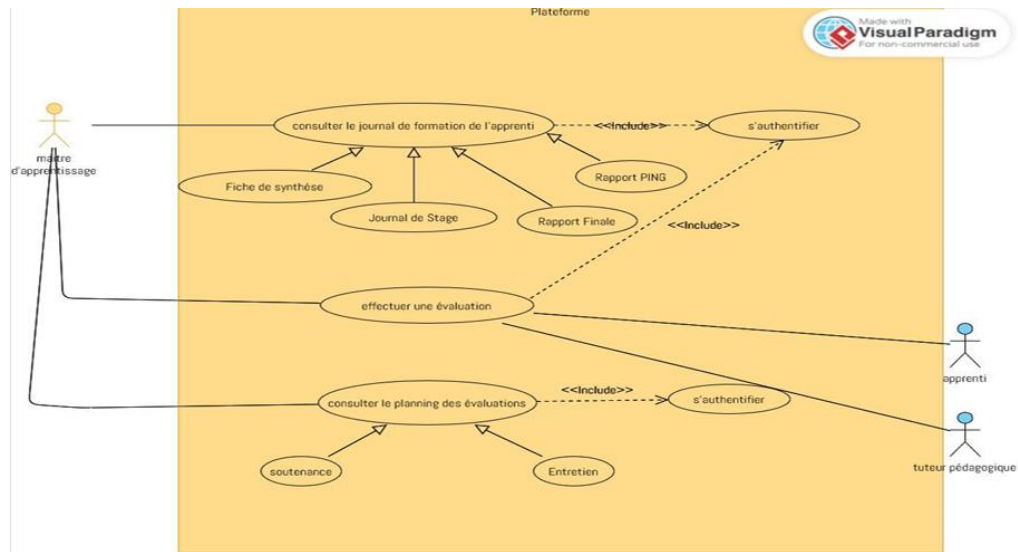 Plateforme
Made with
Visual Paradigm
For non-commercial use
consulter le journal de formation de l'apprenti
<<Include>>
s'authentifier
maitre
d'apprentissage
Fiche de synthése
Rapport PING
Journal de Stage
Rapport Finale
<<Include>>
effectuer une évaluation
apprenti
<<Include>>
consulter le planning des évaluations
s'authentifier
soutenance
Entretien
tuteur pédagogique